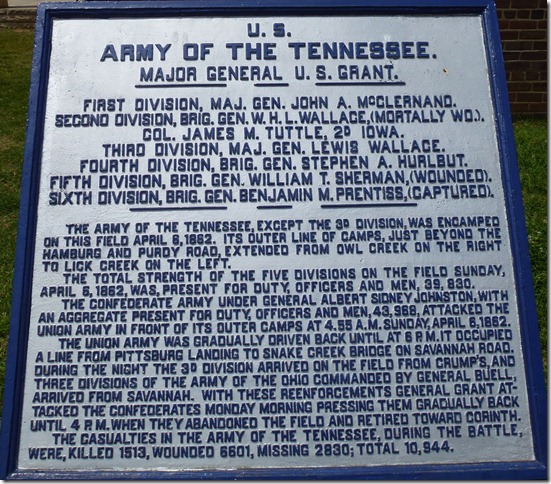 U.S.
ARMY OF THE TENNESSEE.
MAJOR GENERAL U. S. GRANT.
FIRST DIVISION, MAJ. GEN. JOHN A. McCLERNAND.
SECOND DIVISION, BRIG. GEN. W. H. L. WALLACE, (MORTALLY WD.).
COL. JAMES M. TUTTLE, 2D IOWA.
THIRD DIVISION, MAJ. GEN. LEWIS WALLACE.
FOURTH DIVISION, BRIG. GEN. STEPHEN A. HURLBUT.
FIFTH DIVISION, BRIG. GEN. WILLIAM T. SHERMAN, (WOUNDED).
SIXTH DIVISION, BRIG. GEN. BENJAMIN M. PRENTISS, (CAPTURED).
THE ARMY OF THE TENNESSEE, EXCEPT THE 3D DIVISION, WAS ENCAMPED
ON THIS FIELD APRIL 6, 1862. ITS OUTER LINE OF CAMPS, JUST BEYOND THE
HAMBURG AND PURDY ROAD, EXTENDED FROM OWL CREEK ON THE RIGHT
TO LICK CREEK ON THE LEFT.
THE TOTAL STRENGTH OF THE FIVE DIVISIONS ON THE FIELD SUNDAY,
APRIL 6, 1862, WAS, PRESENT FOR DUTY, OFFICERS AND MEN, 39,830.
THE CONFEDERATE ARMY UNDER GENERAL ALBERT SIDNEY JOHNSTON, WITH
AN AGGREGATE PRESENT FOR DUTY, OFFICERS AND MEN, 43,968, ATTACKED THE
UNION ARMY IN FRONT OF ITS OUTER CAMPS AT 4.55 A.M. SUNDAY, APRIL 6, 1862.
THE UNION ARMY WAS GRADUALLY DRIVEN BACK UNTIL AT 6 P.M. IT OCCUPIED
A LINE FROM PITTSBURG LANDING TO SNAKE CREEK BRIDGE ON SAVANNAH ROAD.
DURING THE NIGHT THE 3D DIVISION ARRIVED ON THE FIELD FROM CRUMP'S, AND
THREE DIVISIONS OF THE ARMY OF THE OHIO COMMANDED BY GENERAL BUELL,
ARRIVED FROM SAVANNAH. WITH THESE REENFORCEMENTS GENERAL GRANT AT-
TACKED THE CONFEDERATES MONDAY MORNING PRESSING THEM GRADUALLY BACK
UNTIL 4 P.M. WHEN THEY ABANDONED THE FIELD AND RETIRED TOWARD CORINTH.
THE CASUALTIES IN THE ARMY OF THE TENNESSEE, DURING THE BATTLE,
WERE, KILLED 1513, WOUNDED 6601, MISSING 2830; TOTAL 10,944.